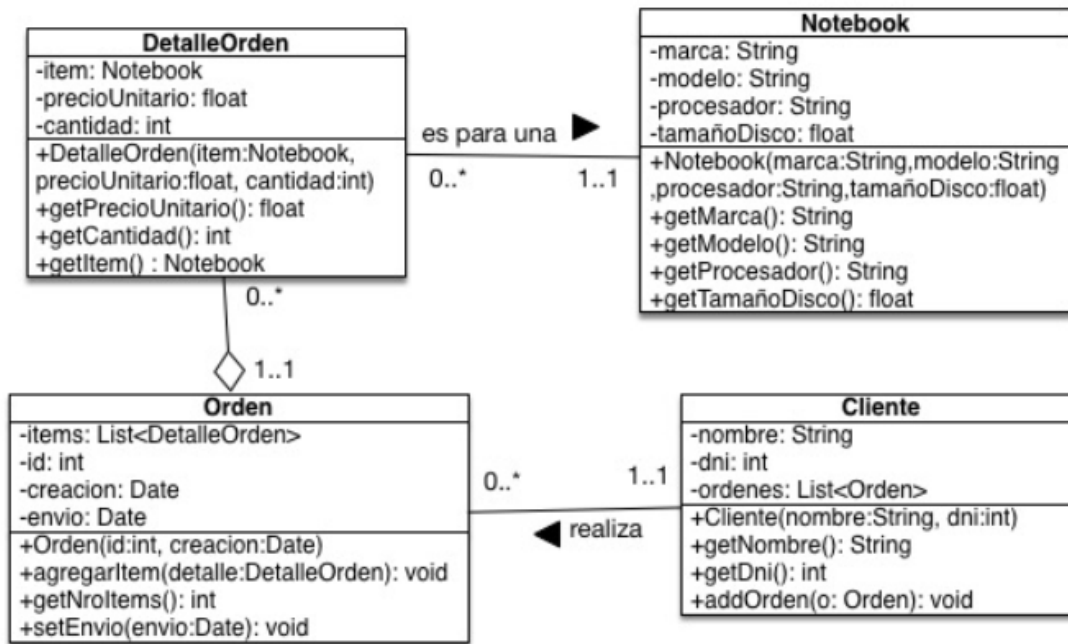 DetalleOrden
-item: Notebook
-precioUnitario: float
-cantidad: int
+DetalleOrden(item:Notebook,
precioUnitario:float, cantidad:int)
+getPrecioUnitario(): float
+getCantidad(): int
+getItem() : Notebook
es para una
0..*
1..1
Notebook
-marca: String
-modelo: String
-procesador: String
-tamañoDisco: float
+Notebook(marca:String,modelo:String
,procesador:String,tamañoDisco:float)
+getMarca(): String
+getModelo(): String
+getProcesador(): String
+getTamañoDisco(): float
0..*
1..1
Orden
-items: List<DetalleOrden>
-id: int
-creacion: Date
-envio: Date
+Orden(id:int, creacion:Date)
+agregarItem(detalle:DetalleOrden): void
+getNroItems(): int
+setEnvio(envio:Date): void
0..*
1..1
realiza
Cliente
-nombre: String
-dni: int
-ordenes: List<Orden>
+Cliente(nombre:String, dni:int)
+getNombre(): String
+getDni(): int
+addOrden(o: Orden): void